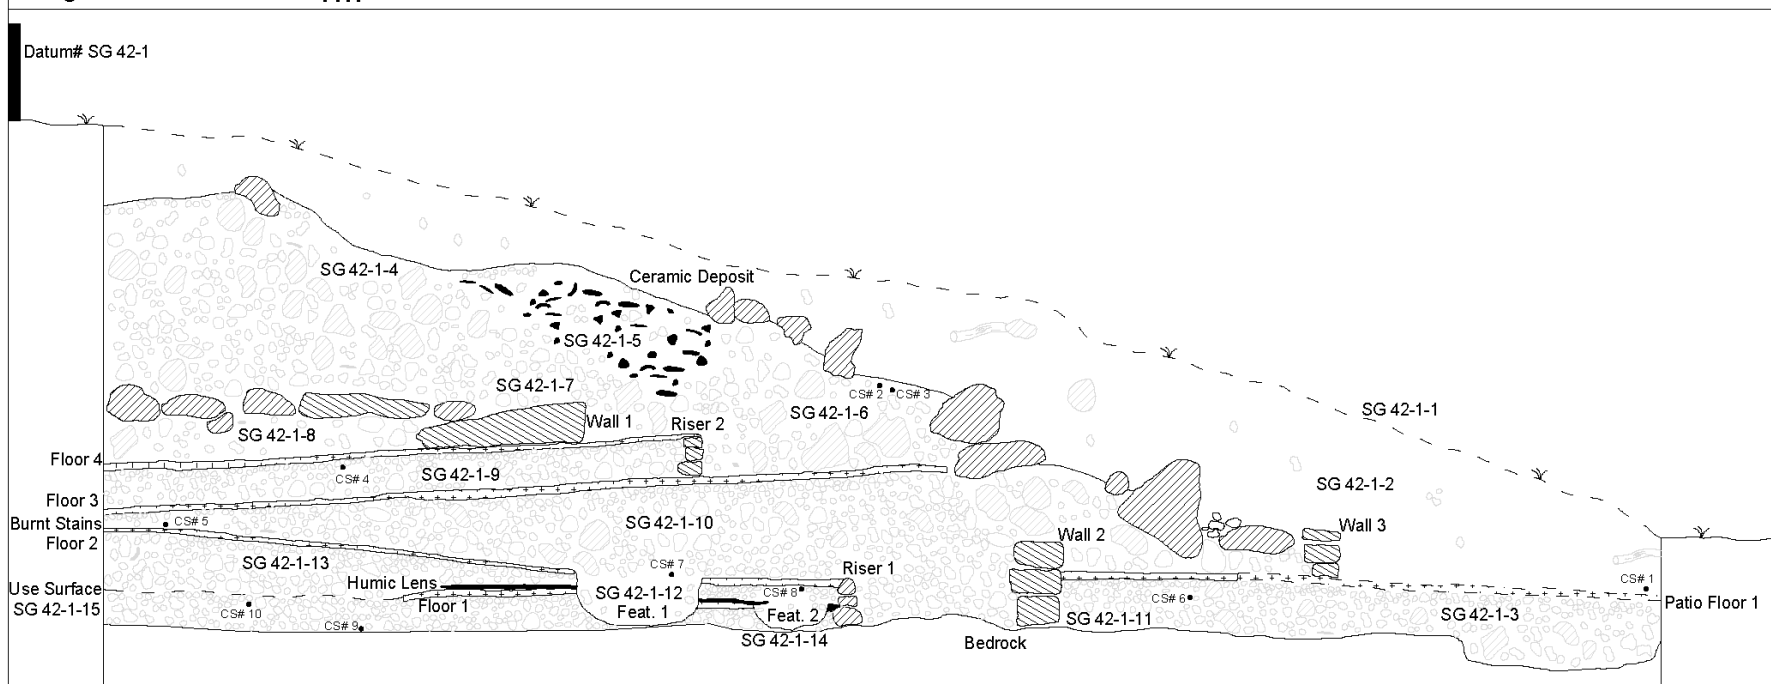 Datum# SG 42-1
SG 42-1-4
Ceramic Deposit
SG 42-1-5
SG 42-1-7
CS# 2
CS# 3
SG 42-1-6
SG 42-1-1
Wall 1
Riser 2
SG 42-1-8
Floor 4
SG 42-1-9
CS# 4
SG 42-1-2
Floor 3
Burnt Stains
CS# 5
SG 42-1-10
Wall 2
Wall 3
Floor 2
SG 42-1-13
CS# 7
Riser 1
Humic Lens
Use Surface
SG 42-1-12
CS# 8
CS# 1
SG 42-1-15
CS# 10
Floor 1
Feat. 1
Feat. 2
CS# 6
Patio Floor 1
CS# 9
SG 42-1-14
SG 42-1-11
SG 42-1-3
Bedrock